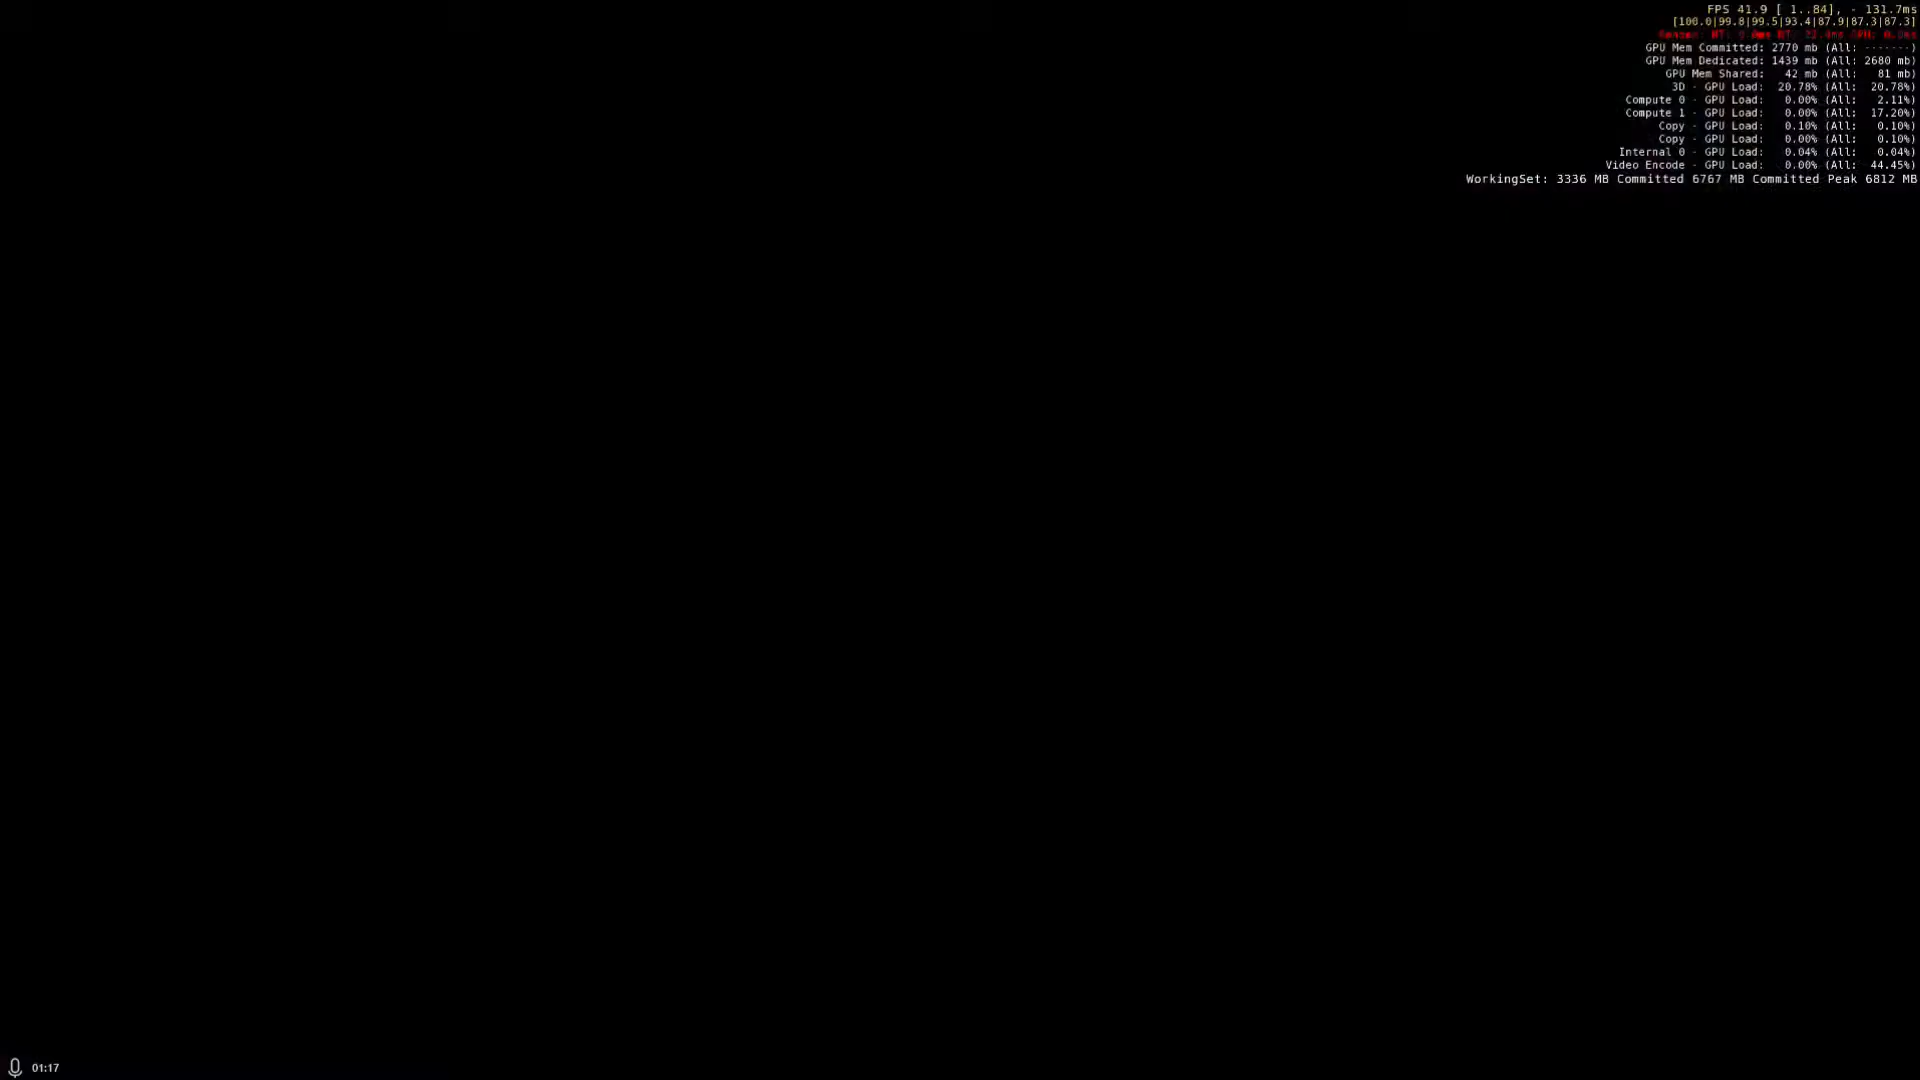 FPS 41.9 [ 1..84], - 131.7ms
[100.0|99.8|99.5|93.4|87.9|87.3|87.3]
GPU Mem Committed: 2770 mb (All: -------)
GPU Mem Dedicated: 1439 mb (All: 2680 mb)
GPU Mem Shared: 42 mb (All: 81 mb)
3D - GPU Load: 20.78% (All: 20.78%)
Compute 0 - GPU Load: 0.00% (All: 2.11%)
Compute 1 - GPU Load: 0.00% (All: 17.20%)
Copy - GPU Load: 0.10% (All: 0.10%)
Copy - GPU Load: 0.00% (All: 0.10%)
Internal 0 - GPU Load: 0.04% (All: 0.04%)
Video Encode - GPU Load: 0.00% (All: 44.45%)
WorkingSet: 3336 MB Committed 6767 MB Committed Peak 6812 MB
01:17